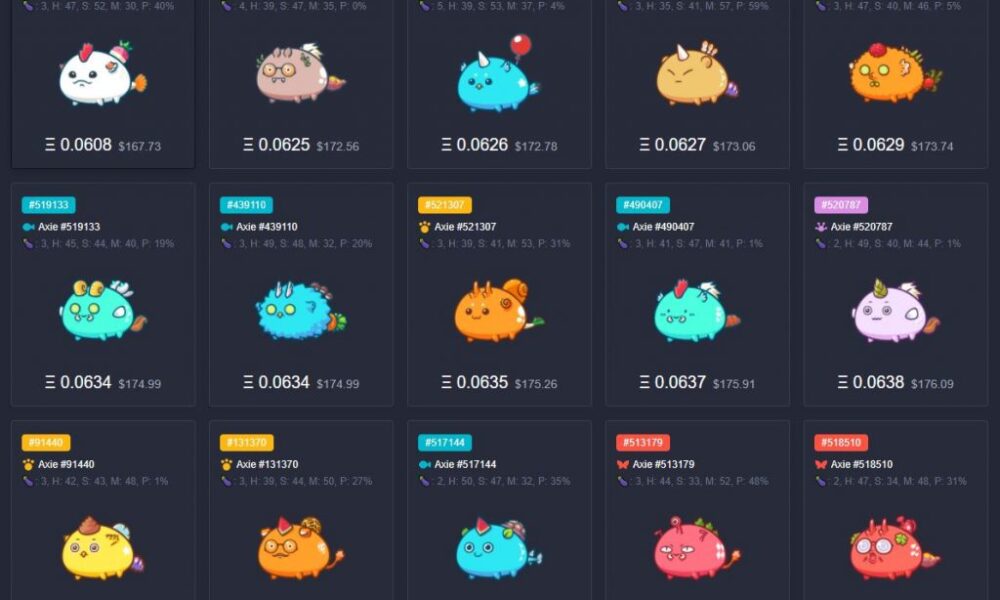 : 3, H: 47, S: 52, M: 30, P: 40%
: 4, H: 39, S: 47, M: 35, P: 0%
: 5, H: 39, S: 53, M: 37, P: 4%
: 3, H: 35, S: 41, M: 57, P: 59%
: 3, H: 47, S: 40, M: 46, P: 5%
Ξ 0.0608 $167.73
Ξ 0.0625 $172.56
Ξ 0.0626 $172.78
Ξ 0.0627 $173.06
Ξ 0.0629 $173.74
#519133
Axie #519133
: 3, H: 45, S: 44, M: 40, P: 19%
Ξ 0.0634 $174.99
#439110
Axie #439110
: 3, H: 49, S: 48, M: 32, P: 20%
Ξ 0.0634 $174.99
#521307
Axie #521307
: 3, H: 39, S: 41, M: 53, P: 31%
Ξ 0.0635 $175.26
#490407
Axie #490407
: 3, H: 41, S: 47, M: 41, P: 1%
Ξ 0.0637 $175.91
#520787
Axie #520787
: 2, H: 49, S: 40, M: 44, P: 1%
Ξ 0.0638 $176.09
#91440
Axie #91440
: 3, H: 42, S: 43, M: 48, P: 1%
#131370
Axie #131370
: 3, H: 39, S: 44, M: 50, P: 27%
#517144
Axie #517144
: 2, H: 50, S: 47, M: 32, P: 35%
#513179
Axie #513179
: 3, H: 44, S: 33, M: 52, P: 48%
#518510
Axie #518510
: 2, H: 47, S: 34, M: 48, P: 31%